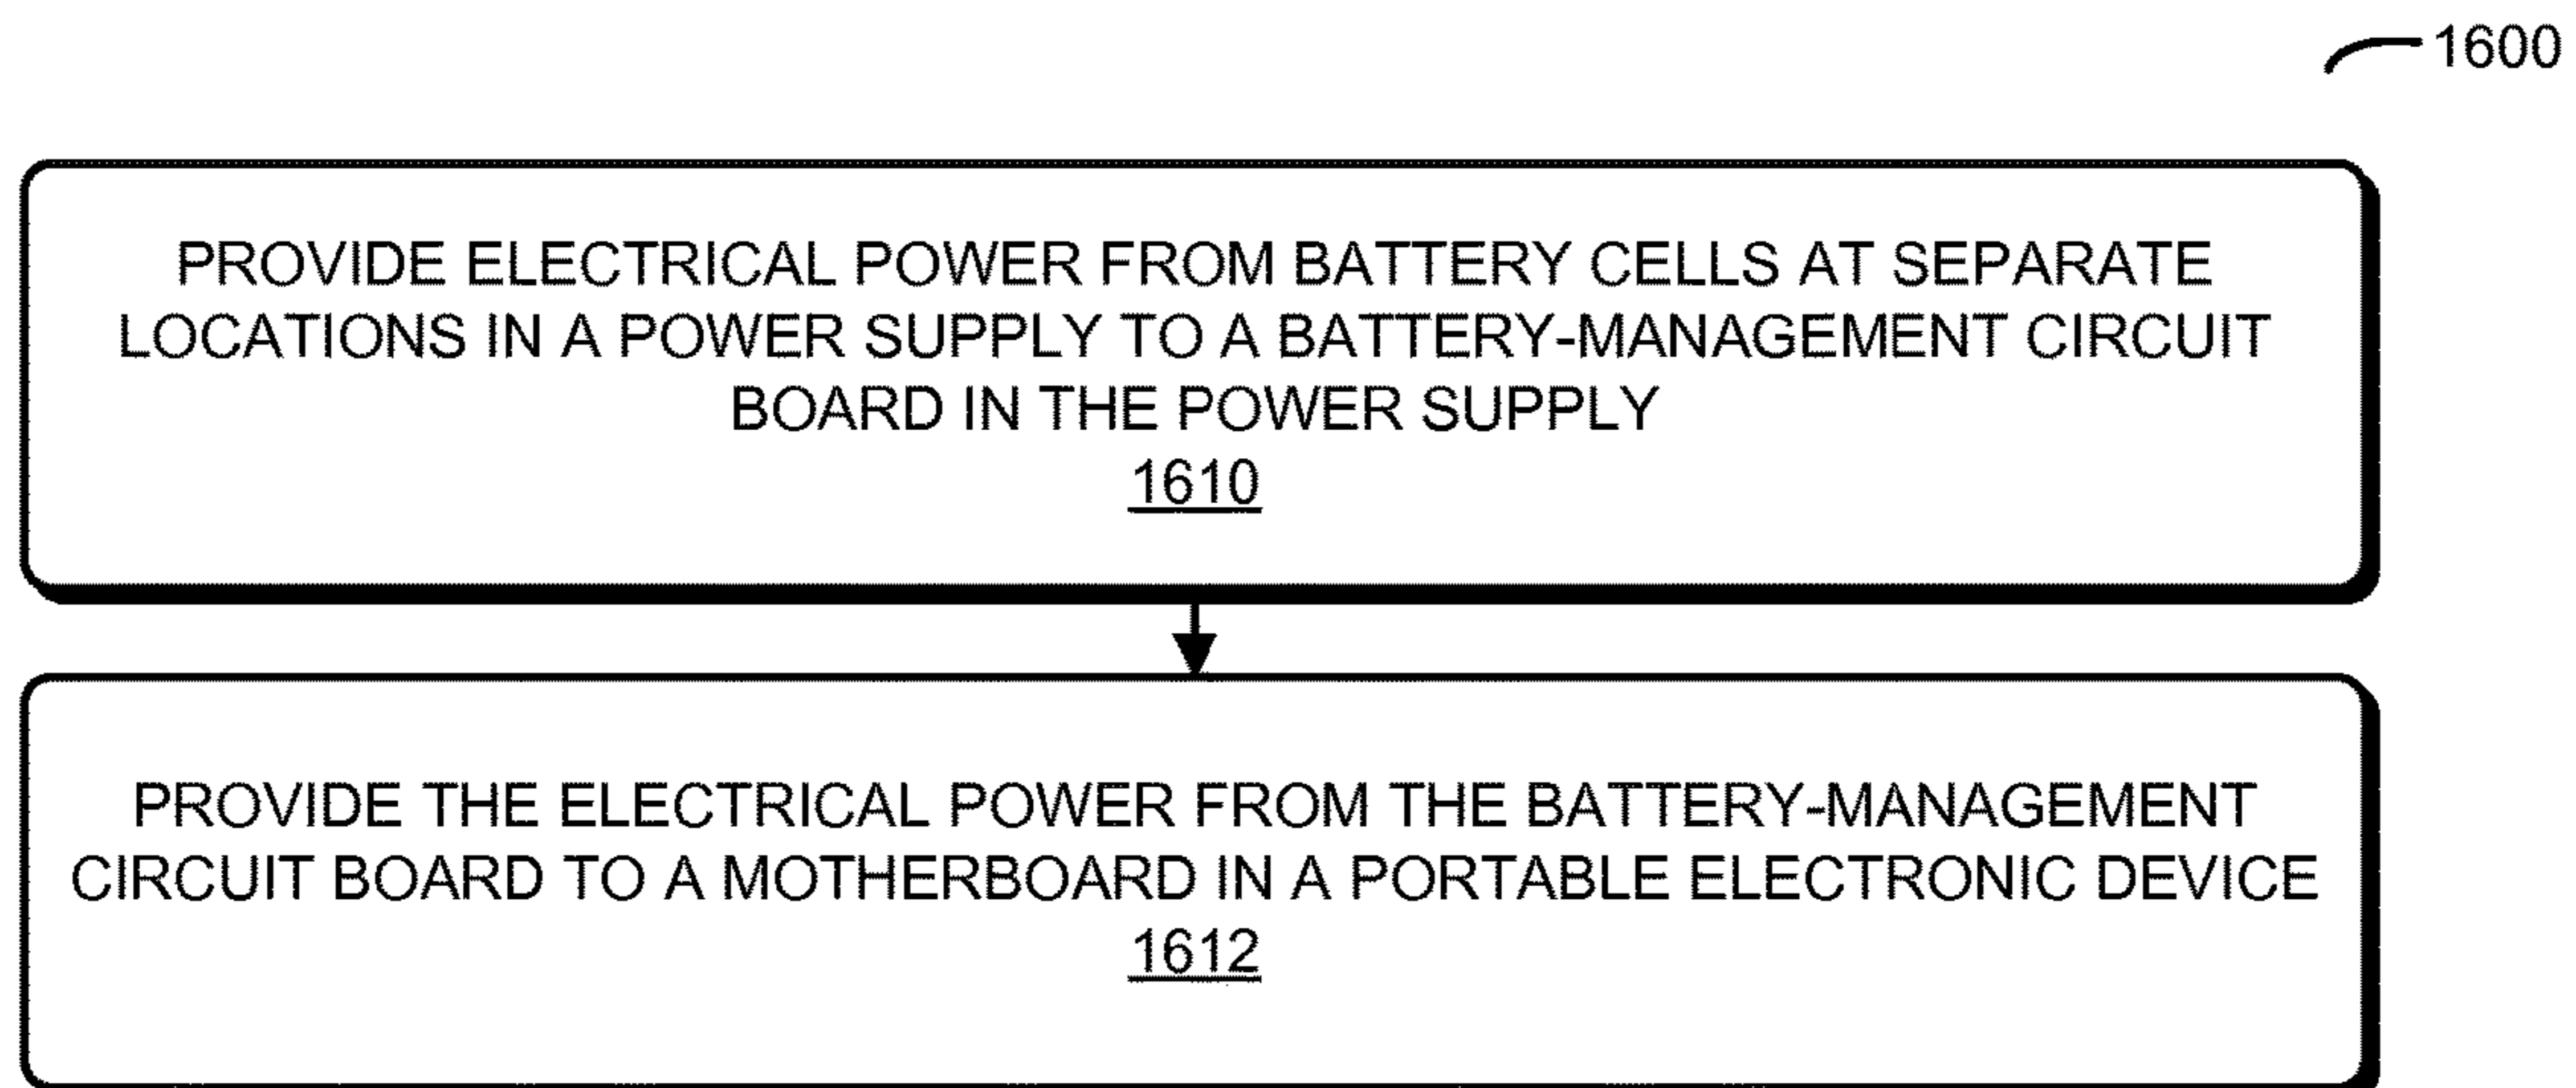 1600
PROVIDE ELECTRICAL POWER FROM BATTERY CELLS AT SEPARATE
LOCATIONS IN A POWER SUPPLY TO A BATTERY-MANAGEMENT CIRCUIT
BOARD IN THE POWER SUPPLY
1610
PROVIDE THE ELECTRICAL POWER FROM THE BATTERY-MANAGEMENT
CIRCUIT BOARD TO A MOTHERBOARD IN A PORTABLE ELECTRONIC DEVICE
1612